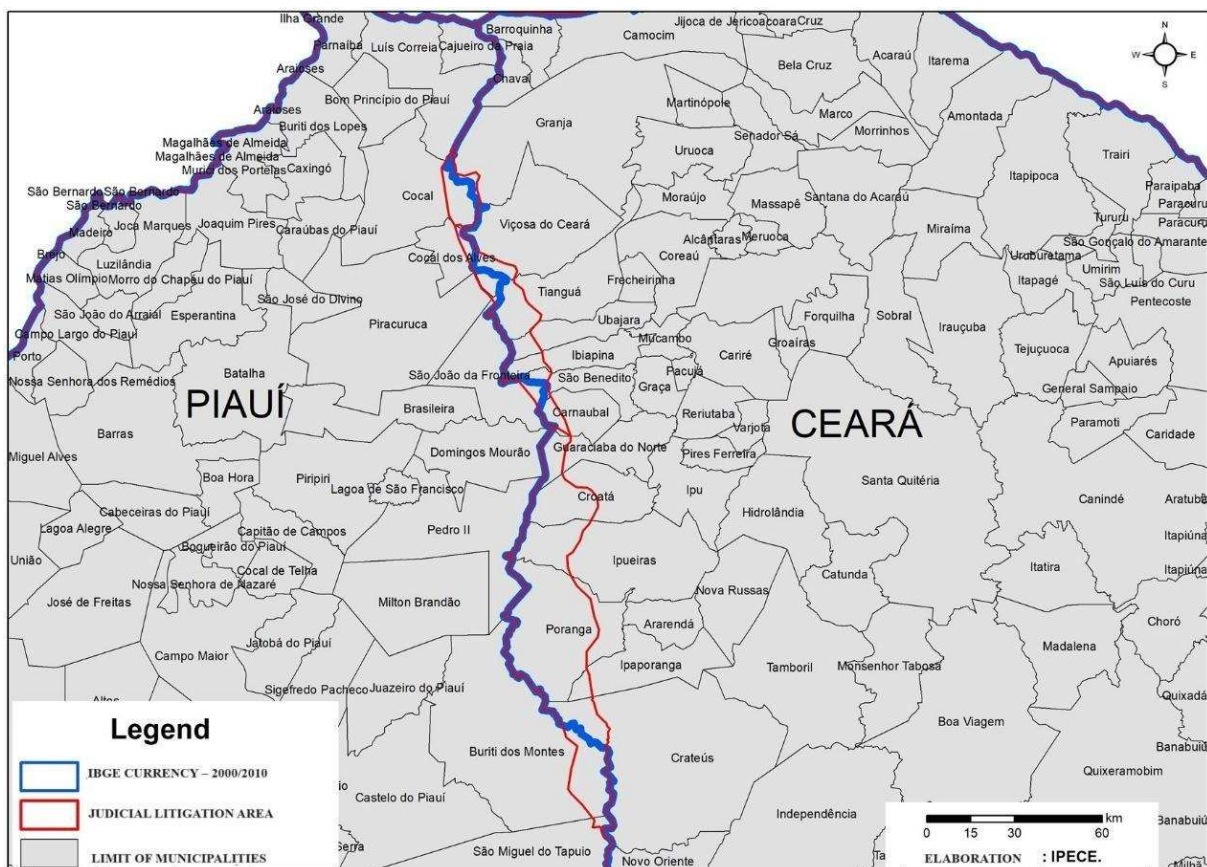 Ilha Grande
Barroquinha
Jijoca de Jericoacoara Cruz
Parnaíba
Luís Correia
Cajueiro da Praia
Camocim
Acaraú
Itarema
N
W
E
S
Araioses
Chaval
Bela Cruz
Araioses
Bom Princípio do Piauí
Martinópole
Marco
Amontada
Buriti dos Lopes
Granja
Senador Sá
Morrinhos
Magalhães de Almeida
Magalhães de Almeida
Uruoca
Trairi
Murici dos Portelas
Caxingó
Itapipoca
São Bernardo São Bernardo
São Bernardo
Cocal
Moraújo
Massapê
Santana do Acaraú
Paraipaba
Paracuru
Madeiro
Joca Marques
Joaquim Pires
Caraúbas do Piauí
Viçosa do Ceará
Alcântaras
Meruoca
Miraíma
Tururu
Paracuru
São Gonçalo do Amarante
Brejo
Luzilândia
Cocal dos Alves
Coreaú
Uruburetama
Umirim
Matias Olímpio
Morro do Chapéu do Piauí
Tianguá
Frecheirinha
Itapagé
São Luís do Curu
São José do Divino
Pentecoste
São João do Arraial
Esperantina
Piracuruca
Ubajara
Forquilha
Sobral
Irauçuba
Campo Largo do Piauí
Mucambo
Groaíras
Tejuçuoca
Porto
Ibiapina
Cariré
Apuiarés
Nossa Senhora dos Remédios
Batalha
São João da Fronteira
São Benedito
Pacujá
Graça
General Sampaio
PIAUÍ
Brasileira
Carnaubal
Reriutaba
Varjota
CEARÁ
Paramoti
Caridade
Barras
Domingos Mourão
Guaraciaba do Norte
Pires Ferreira
Miguel Alves
Boa Hora
Piripiri
Lagoa de São Francisco
Croatá
Ipu
Santa Quitéria
Canindé
Aratuba
Cabeceiras do Piauí
Hidrolândia
Lagoa Alegre
Capitão de Campos
Pedro II
Itapiúna
União
Boqueirão do Piauí
Cocal de Telha
Ipueiras
Catunda
Itatira
Itapiúna
Nossa Senhora de Nazaré
José de Freitas
Milton Brandão
Nova Russas
Poranga
Ararendá
Choró
Jatobá do Piauí
Madalena
Campo Maior
Ipaporanga
Tamboril
Monsenhor Tabosa
Sigefredo Pacheco
Juazeiro do Piauí
Quixadá
Altos
Boa Viagem
Buriti dos Montes
Crateús
Banabuiú
Quixeramobim
Castelo do Piauí
Independência
Banabuiú
São Miguel do Tapuio
Novo Oriente
Legend
IBGE CURRENCY – 2000/2010
JUDICIAL LITIGATION AREA
LIMIT OF MUNICIPALITIES
km
0 15 30 60
ELABORATION : IPECE.